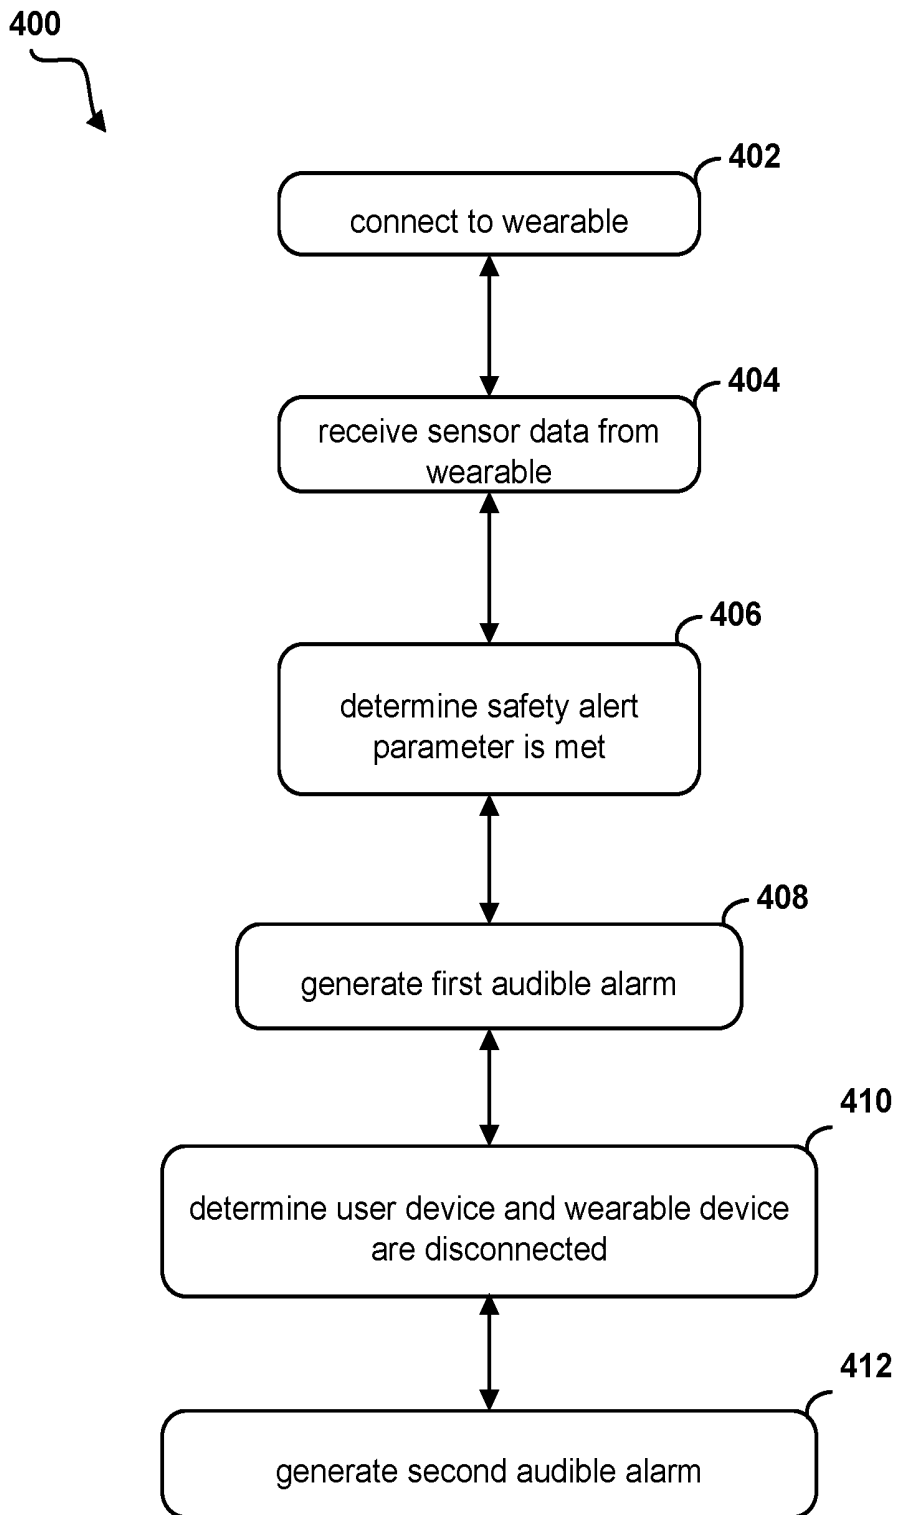 400
402
connect to wearable
404
receive sensor data from
wearable
406
determine safety alert
parameter is met
408
generate first audible alarm
410
determine user device and wearable device
are disconnected
412
generate second audible alarm